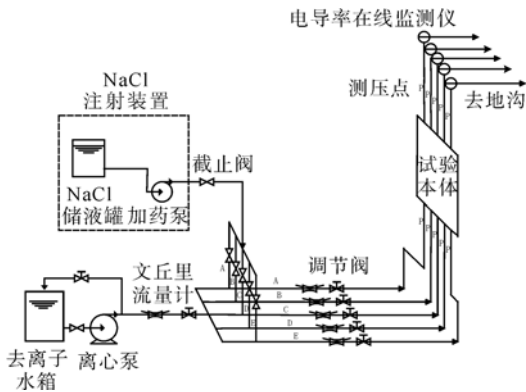 电导率在线监测仪
NaCl
注射装置
测压点
去地沟
截止阀
试验
本体
NaCl
储液罐 加药泵
P P P P P
P P P P P
文丘里
流量计
调节阀
A
B
C
D
E
A
B
D
E
去离子
水箱
离心泵